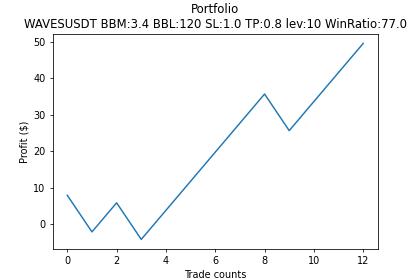 Portfolio
WAVESUSDT BBM:3.4 BBL:120 SL:1.0 TP:0.8 lev:10 WinRatio:77.0
50
40
30
20
10
0
Profit ($)
0 2 4 6 8 10 12
Trade counts